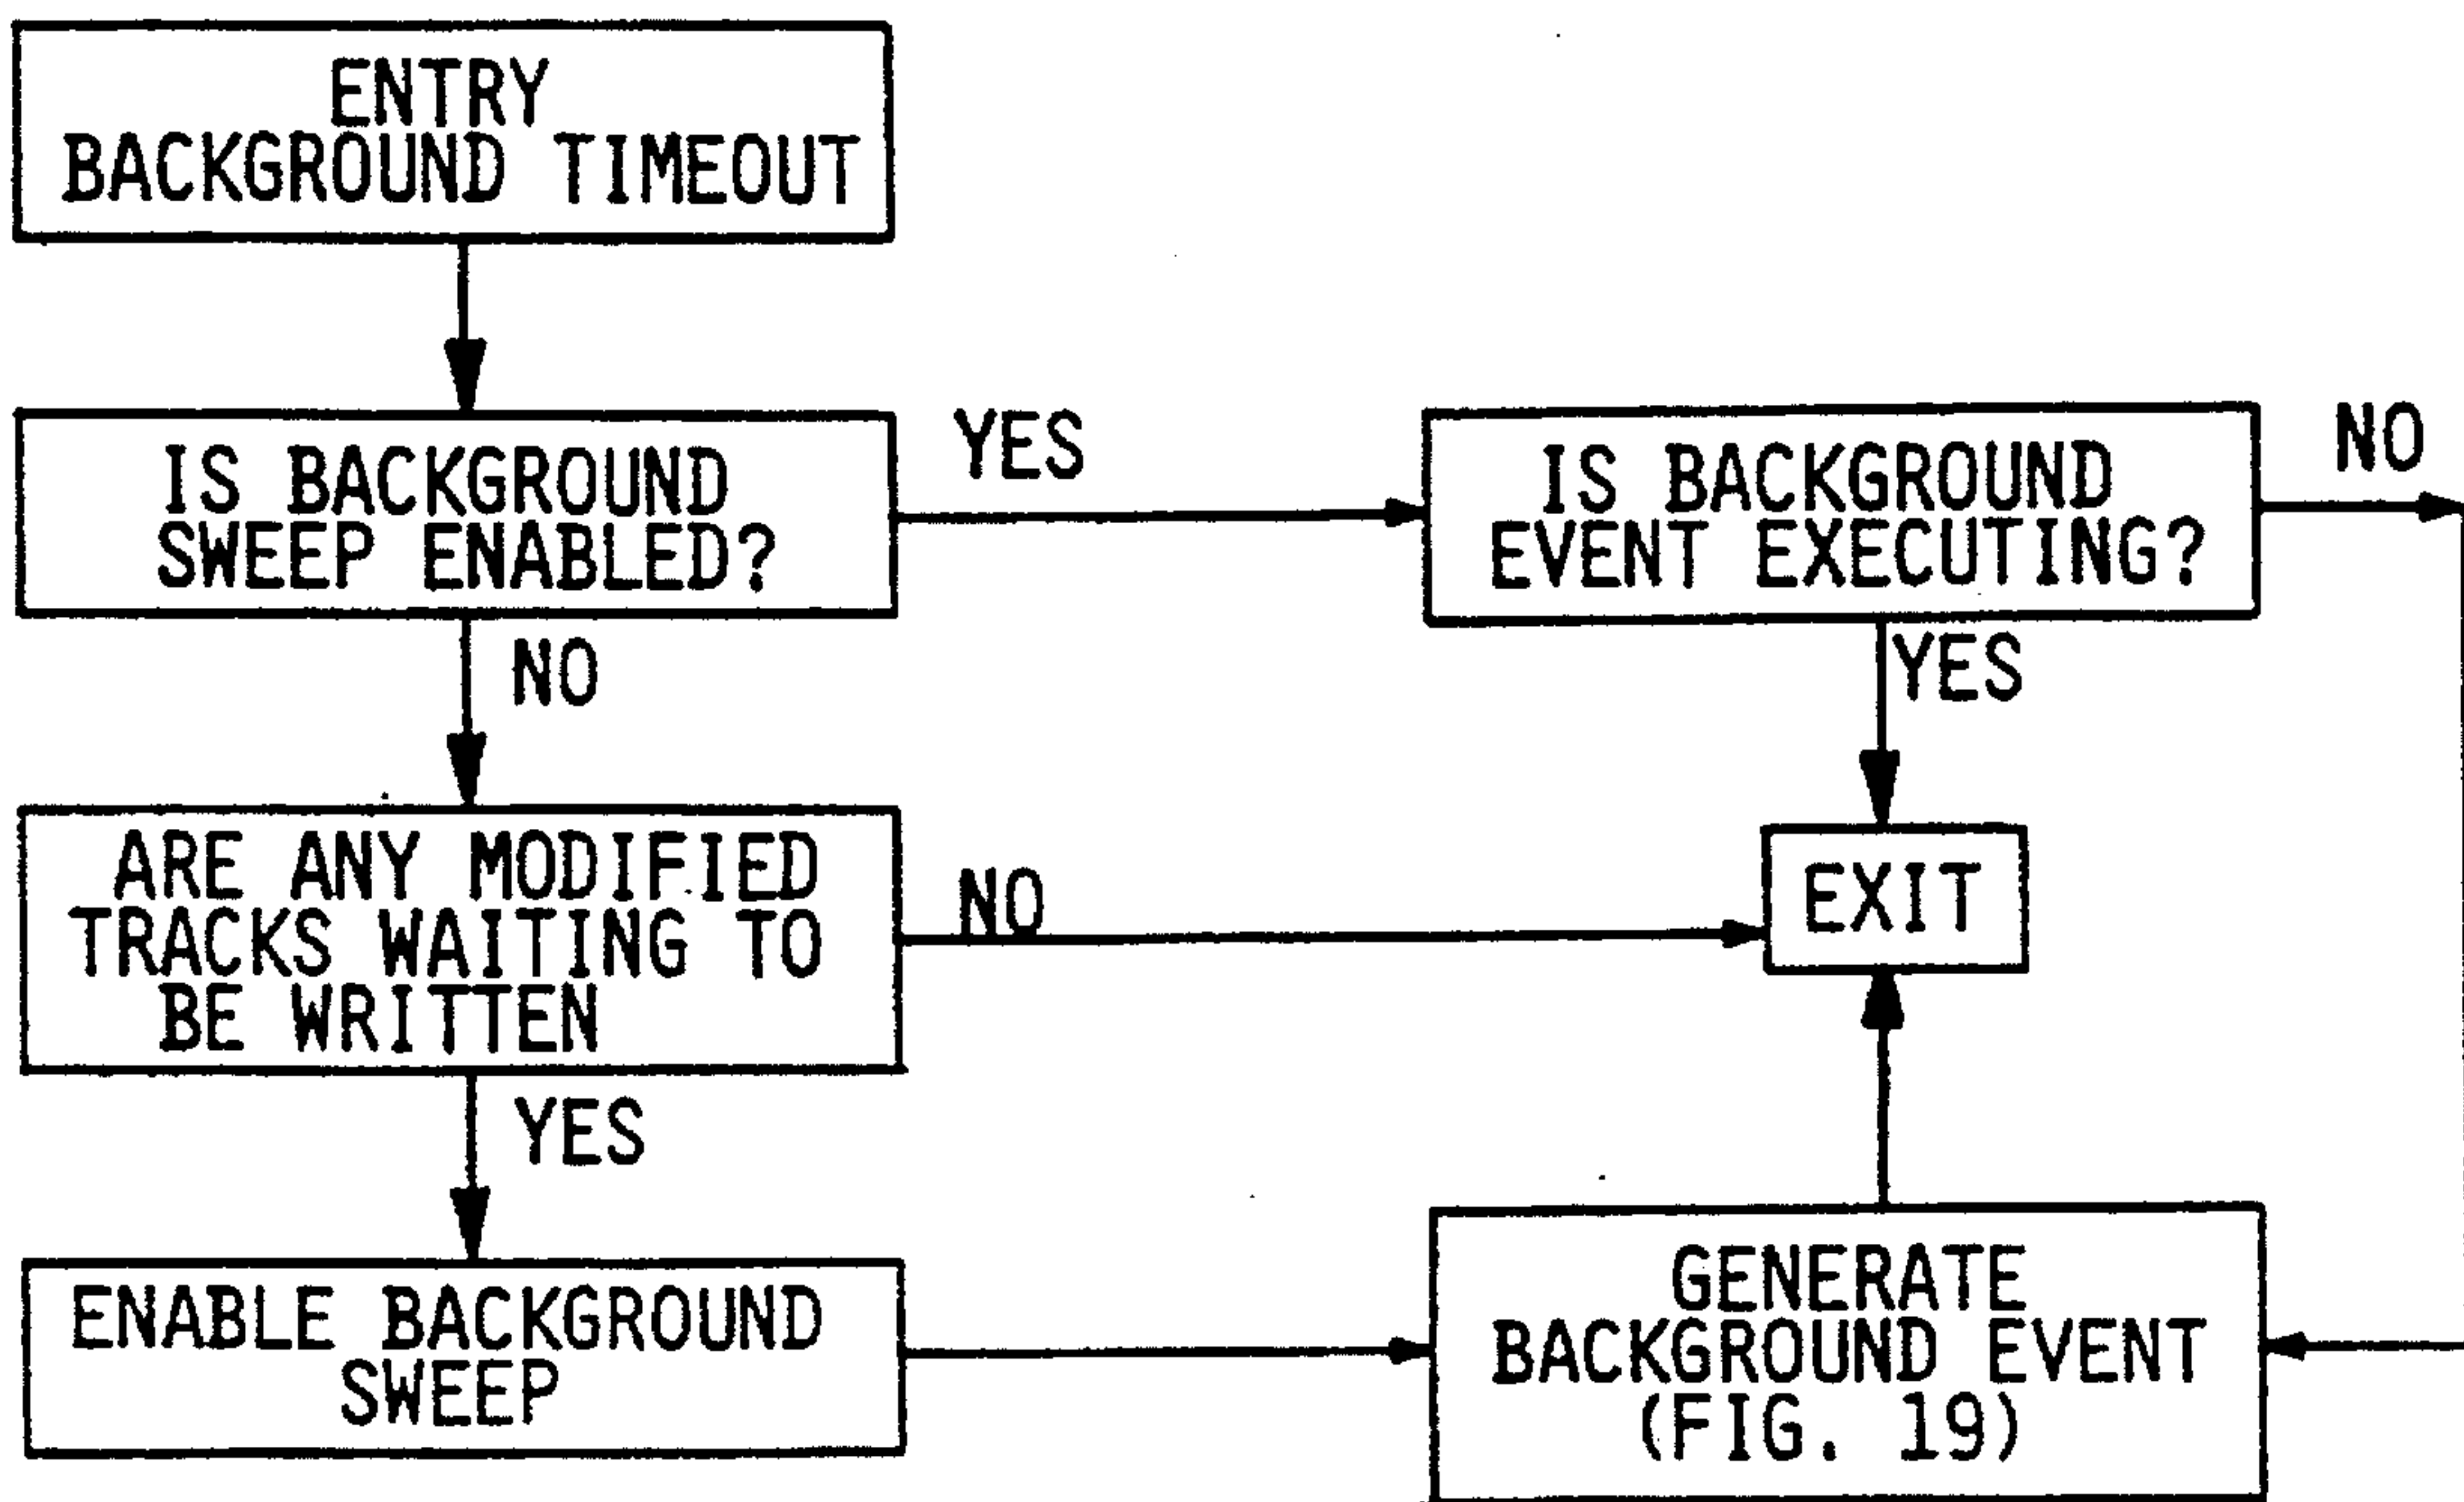 ENTRY
BACKGROUND TIMEOUT
IS BACKGROUND
SWEEP ENABLED?
YES
IS BACKGROUND
EVENT EXECUTING?
NO
NO
YES
ARE ANY MODIFIED
TRACKS WAITING TO
BE WRITTEN
NO
EXIT
YES
ENABLE BACKGROUND
SWEEP
GENERATE
BACKGROUND EVENT
(FIG. 19)